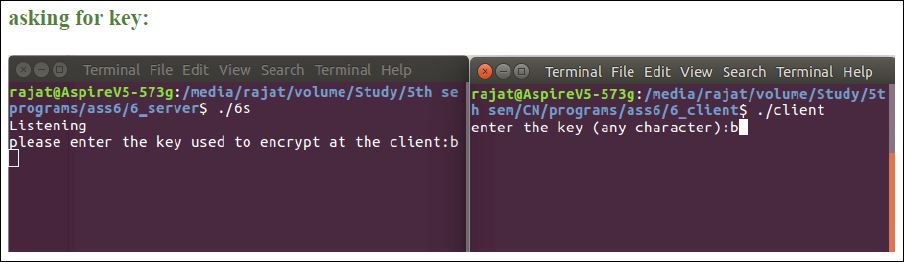 asking for key:
Terminal File Edit View Search Terminal Help
rajat@AspireV5-573g:/media/rajat/volume/Study/5th se
programs/ass6/6_server$ ./6s
Listening
please enter the key used to encrypt at the client:b
Terminal File Edit View Search Terminal Help
rajat@AspireV5-573g:/media/rajat/volume/Study/5t
h sem/CN/programs/ass6/6_client$ ./client
enter the key (any character):b